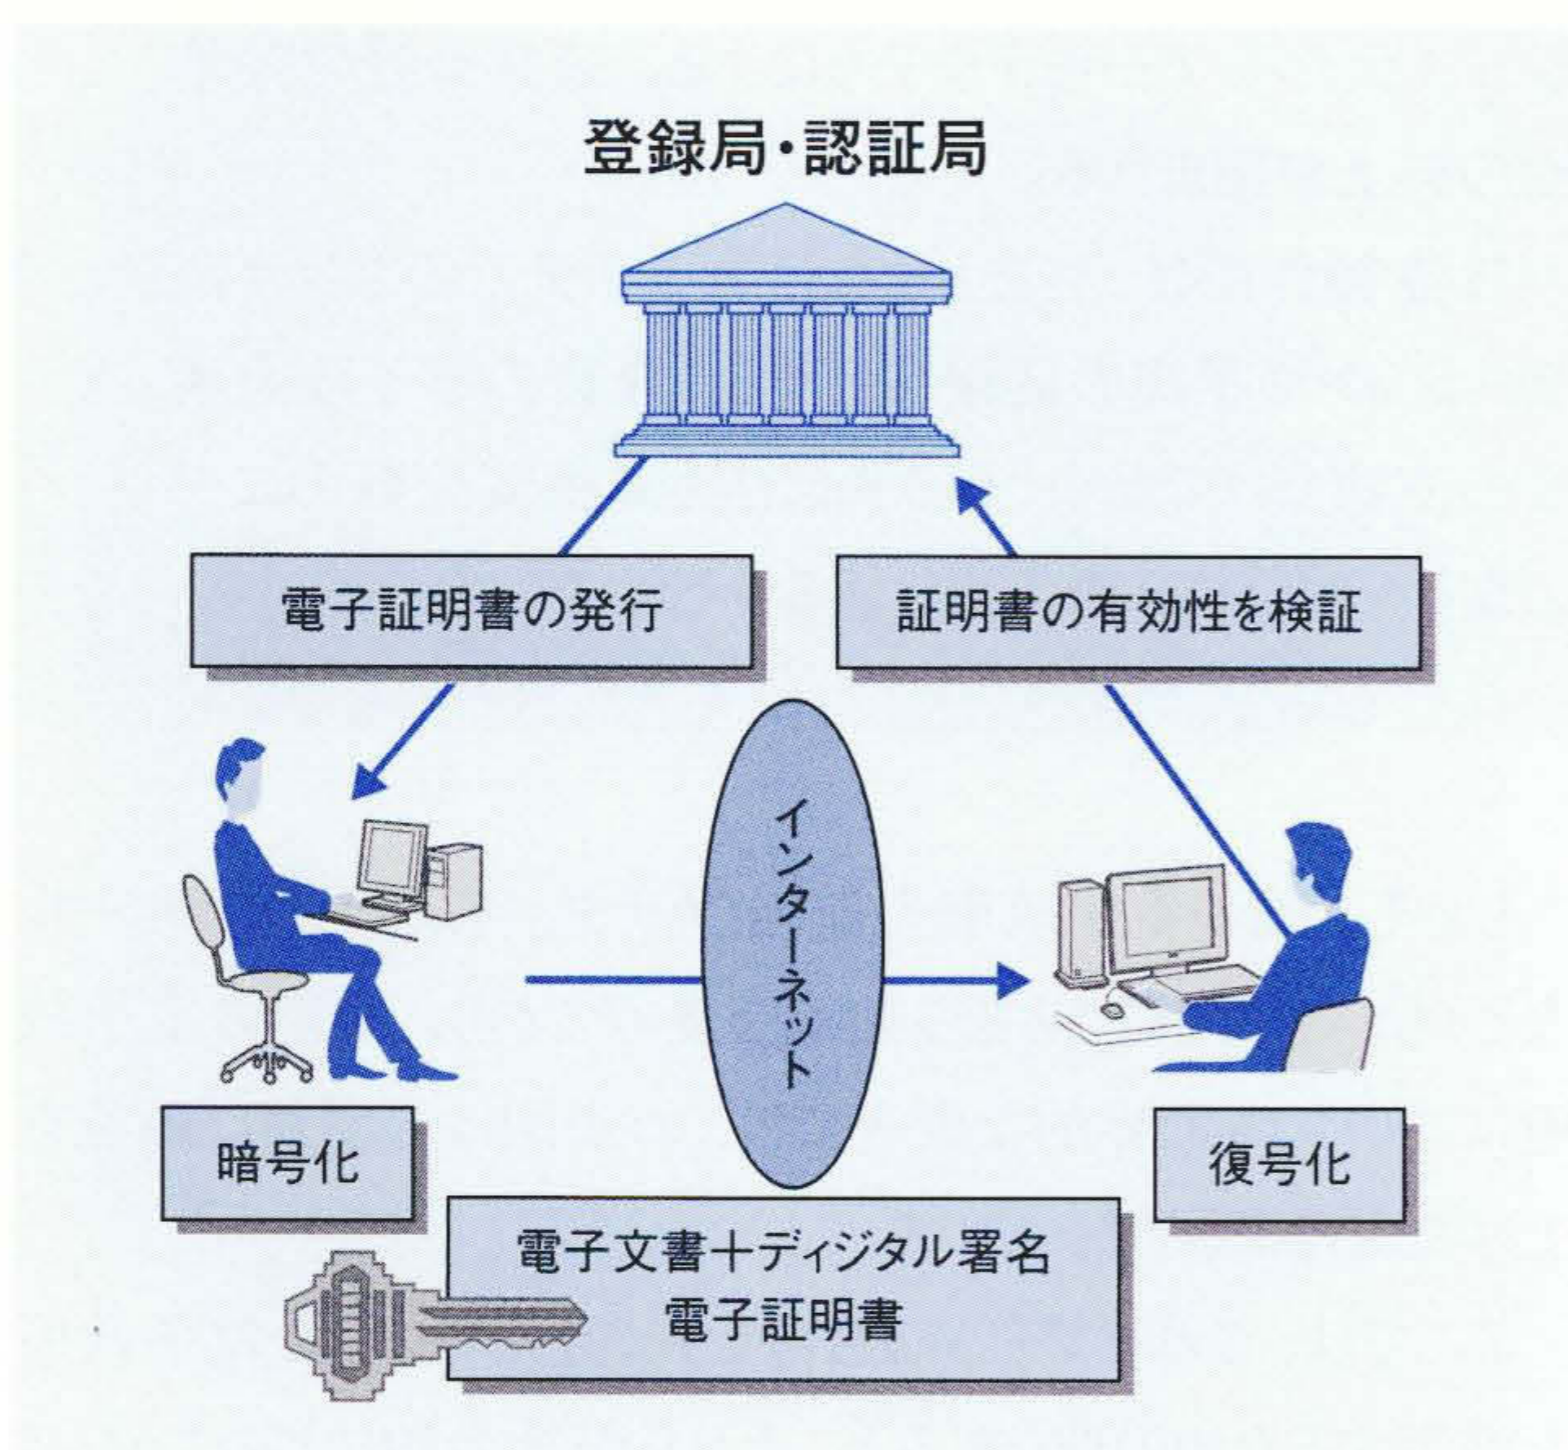 登録局・認証局
電子証明書の発行
証明書の有効性を検証
インターネット
暗号化
復号化
電子文書+ディジタル署名
電子証明書